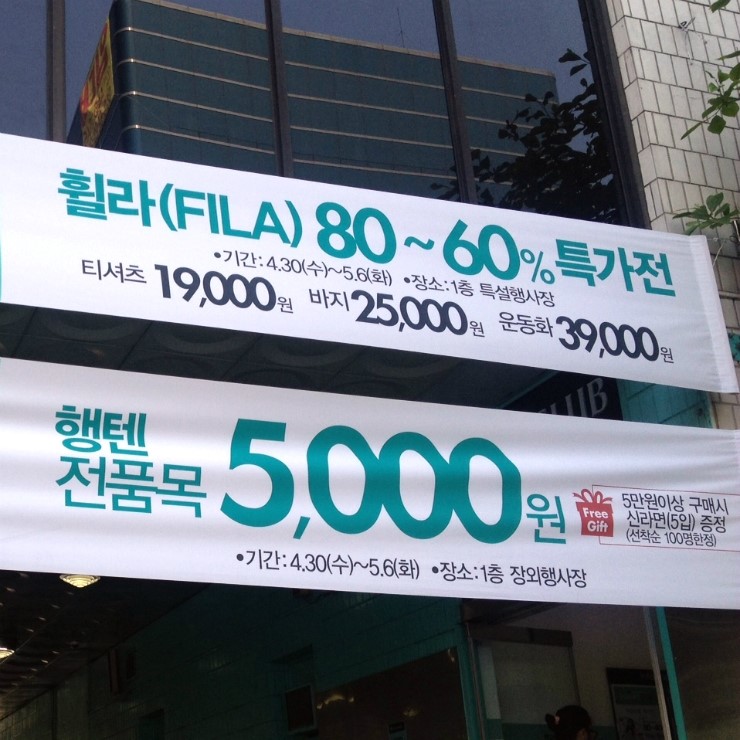 휠라(FILA) 80~60% 특가전
•기간:4.30(수)~5.6(화) •장소:1층 특설행사장
티셔츠 19,000원 바지 25,000원 운동화 39,000원
CLUB
행텐
전품목 5,000원
Free
Gift
5만원이상 구매시
신라면(5입) 증정
(선착순 100명한정)
•기간:4.30(수)~5.6(화) •장소:1층 장외행사장